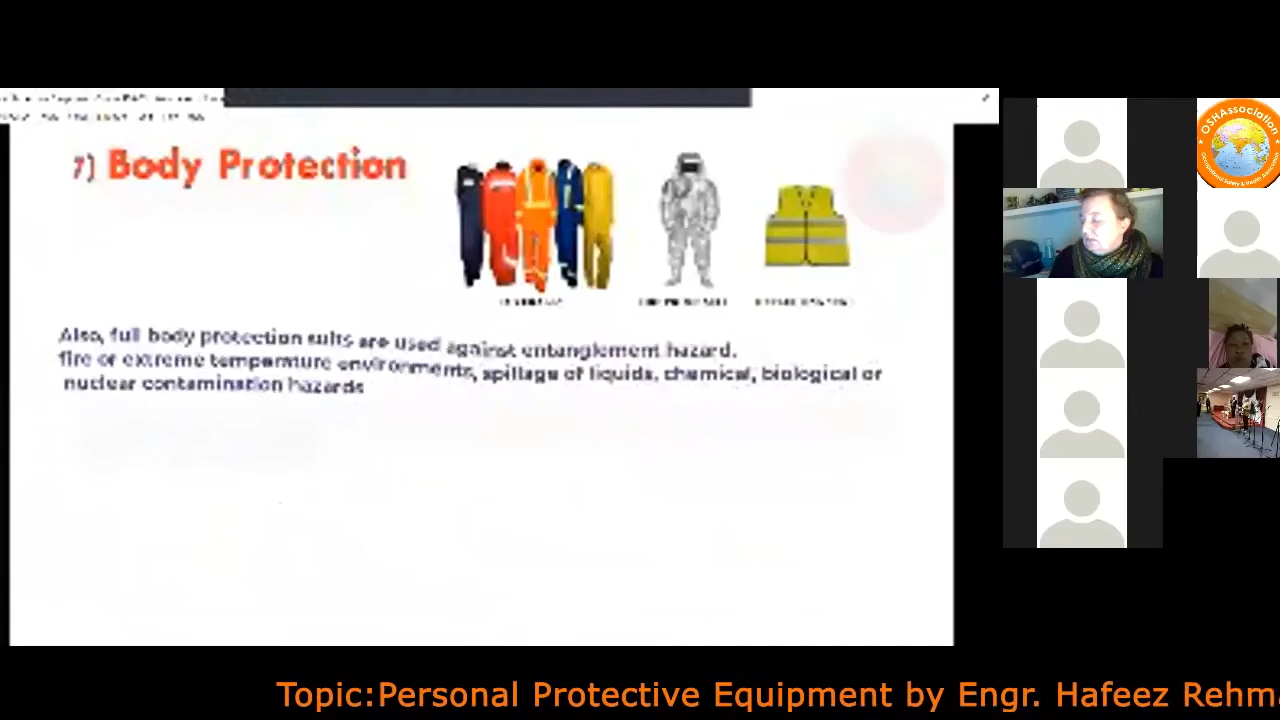 7) Body Protection
Also, full body protection suits are used against entanglement hazard.
fire or extreme temperature environments, spillage of liquids, chemical, biological or
nuclear contamination hazards
OSHAssociation
Topic:Personal Protective Equipment by Engr. Hafeez Rehm